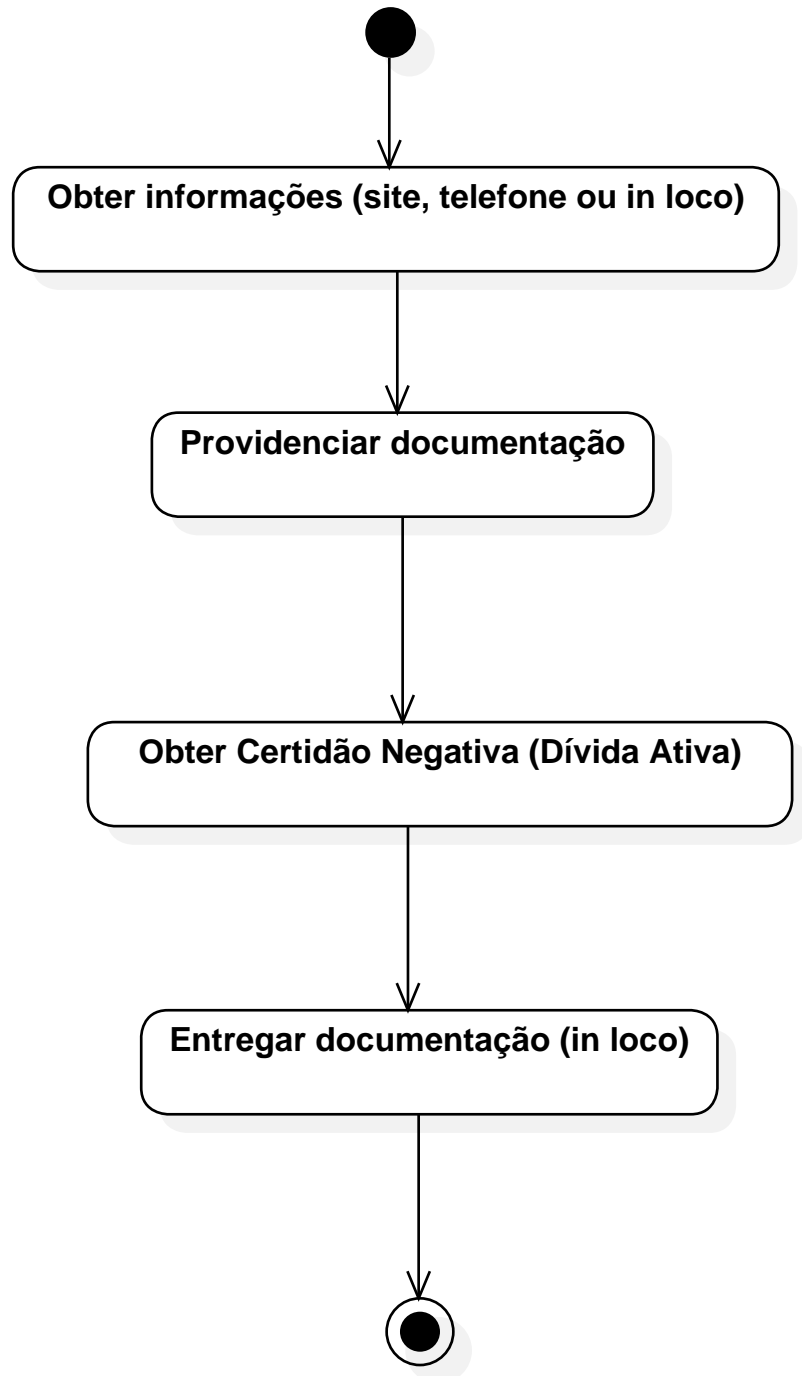 Obter informações (site, telefone ou in loco)
Providenciar documentação
Obter Certidão Negativa (Dívida Ativa)
Entregar documentação (in loco)